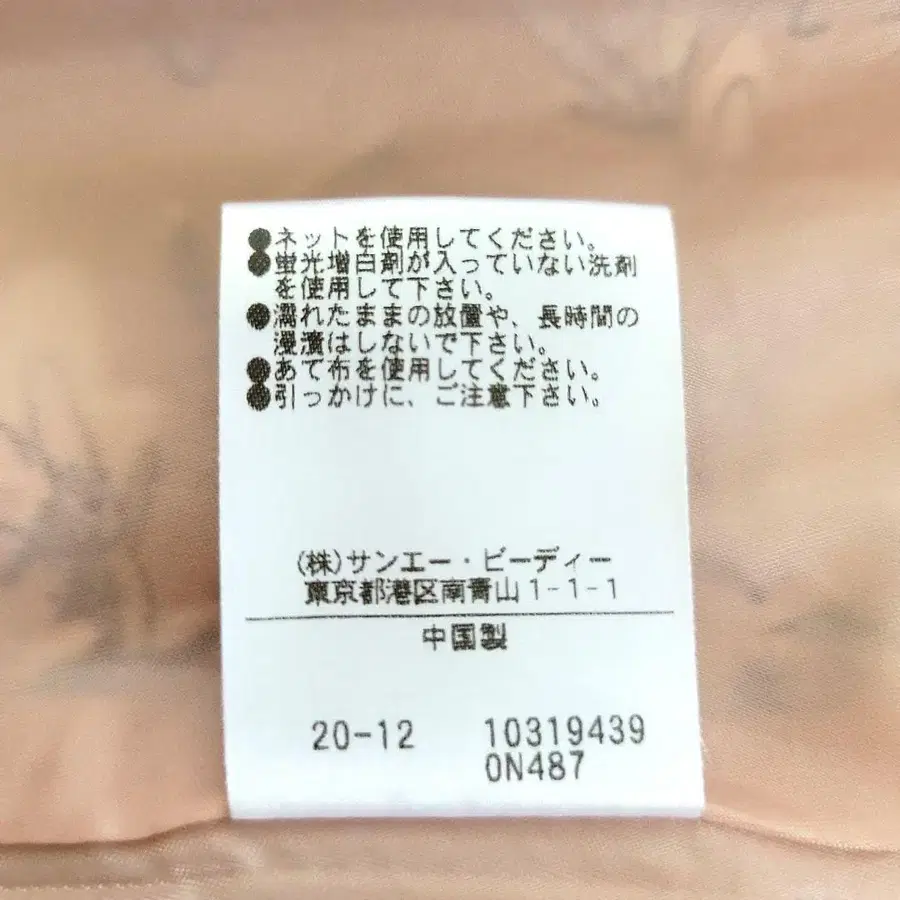 ●ネットを使用してください。
●蛍光増白剤が入っていない洗剤
を使用して下さい。
●濡れたままの放置や、長時間の
浸漬はしないで下さい。
●あて布を使用してください。
●引っかけに、ご注意下さい。
(株)サンエー・ビーディー
東京都港区南青山1-1-1
中国製
20-12 10319439
0N487